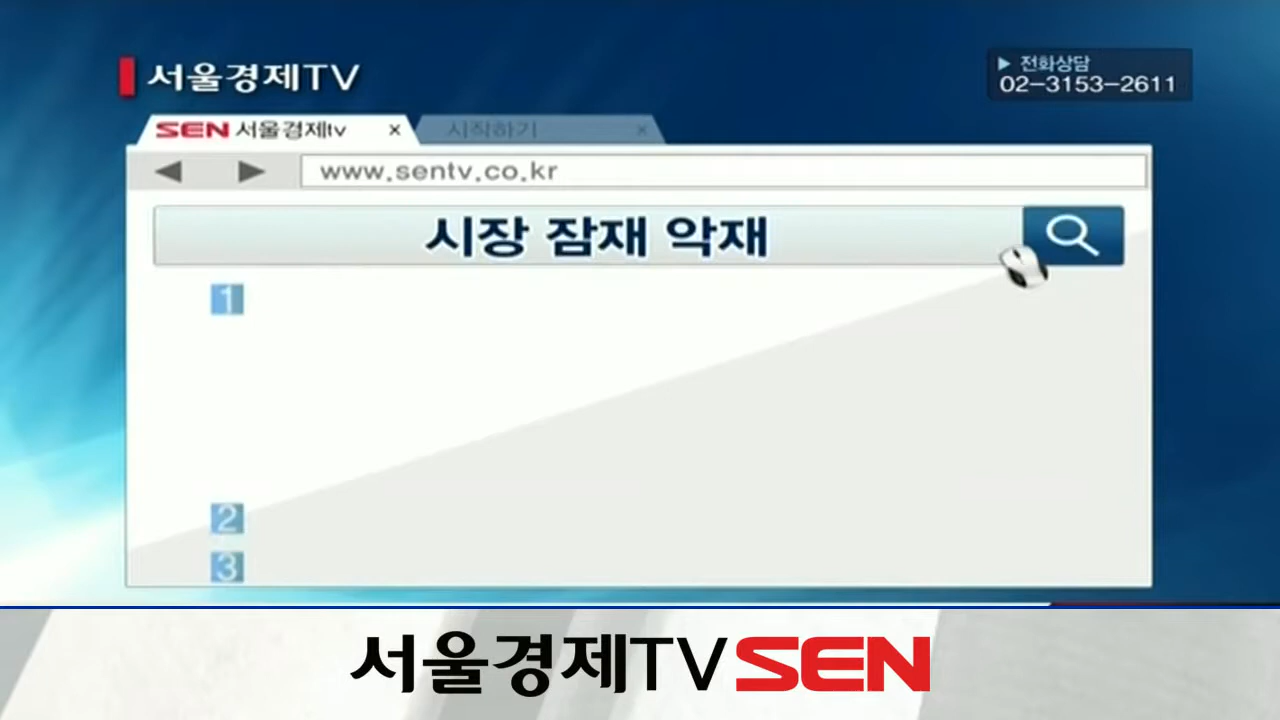 서울경제TV
▶ 전화상담
02-3153-2611
SEN 서울경제tv ×
시작하기 ×
www.sentv.co.kr
시장 잠재 악재
1
2
3
서울경제TV SEN